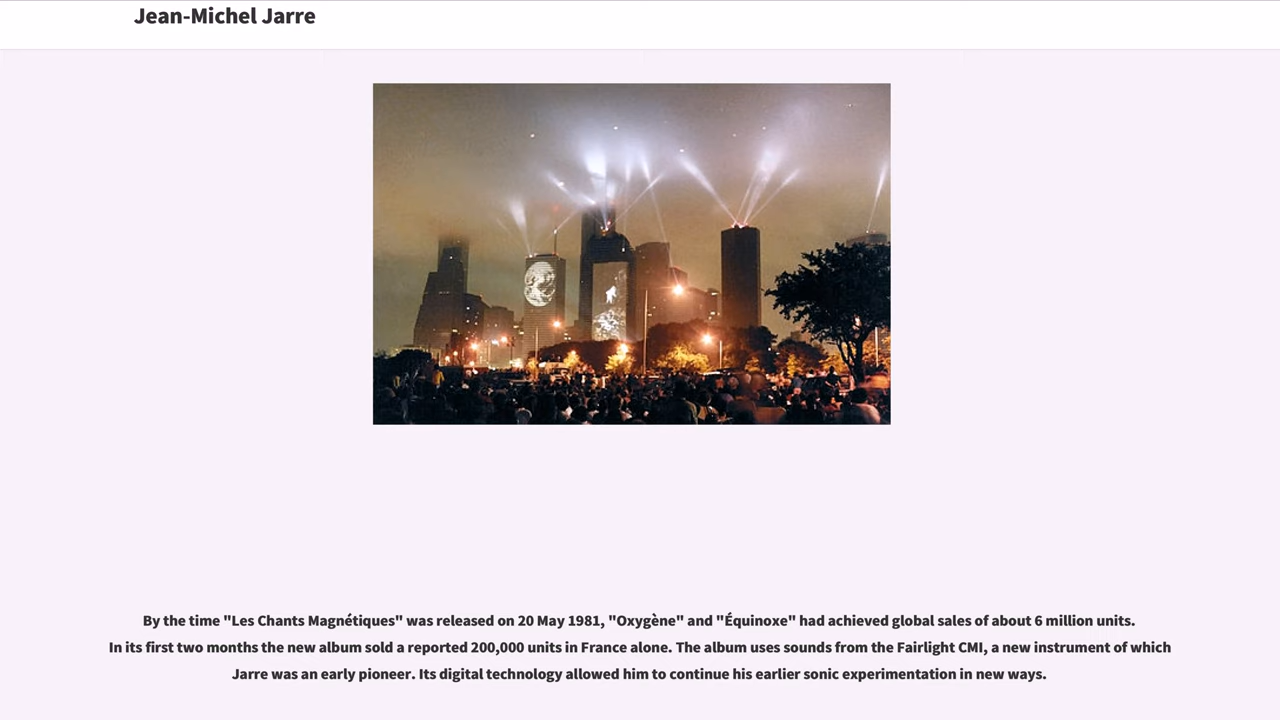 Jean-Michel Jarre
By the time "Les Chants Magnétiques" was released on 20 May 1981, "Oxygène" and "Équinoxe" had achieved global sales of about 6 million units.
In its first two months the new album sold a reported 200,000 units in France alone. The album uses sounds from the Fairlight CMI, a new instrument of which
Jarre was an early pioneer. Its digital technology allowed him to continue his earlier sonic experimentation in new ways.